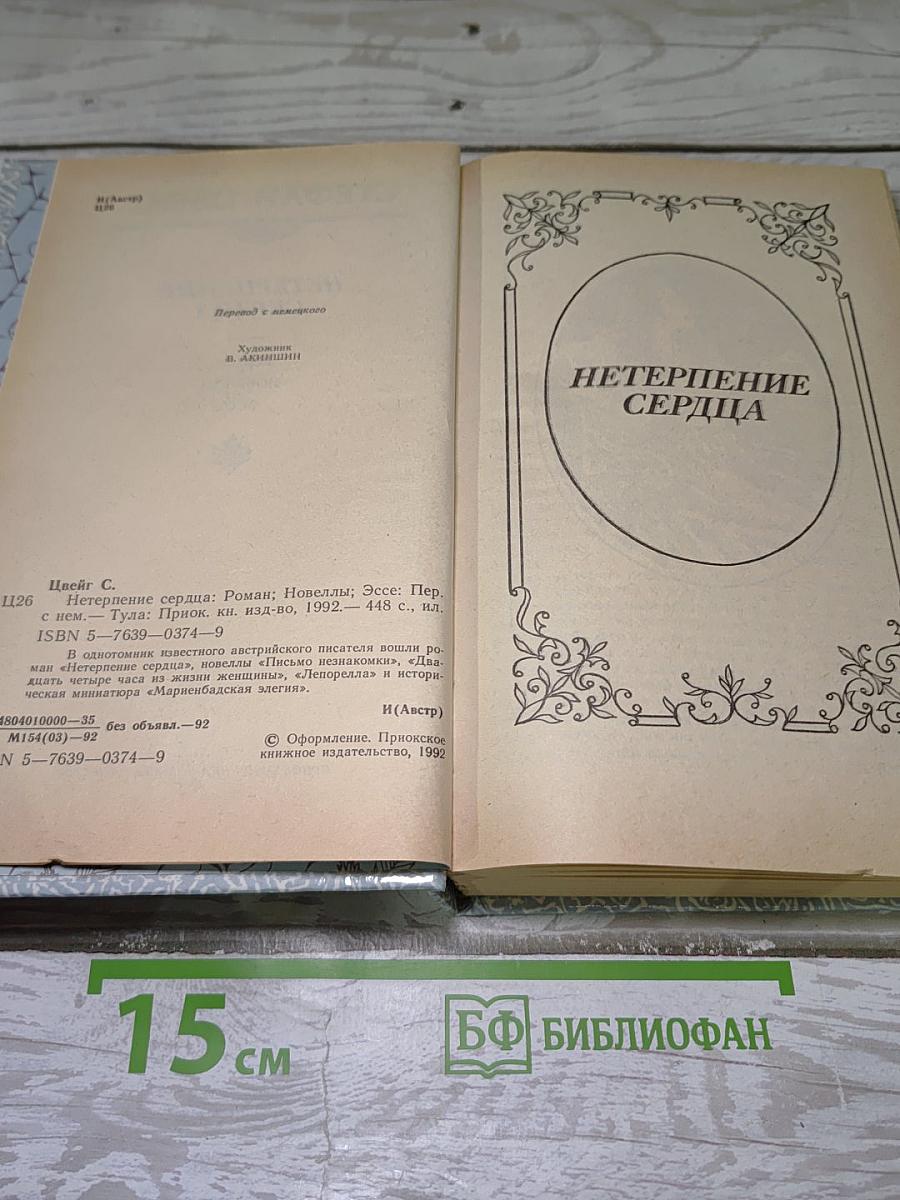 И(Австр)
Ц26
Перевод с немецкого
Художник
В. АКИНШИН
Цвейг С.
Ц26 Нетерпение сердца: Роман; Новеллы; Эссе: Пер.
с нем.— Тула: Приок. кн. изд-во, 1992.— 448 с., ил.
ISBN 5—7639—0374—9
В однотомник известного австрийского писателя вошли ро-
ман «Нетерпение сердца», новеллы «Письмо незнакомки», «Два-
дцать четыре часа из жизни женщины», «Лепорелла» и истори-
ческая миниатюра «Мариенбадская элегия».
4804010000—35
М154(03)—92
без объявл.—92
И(Австр)
N 5—7639—0374—9
© Оформление. Приокское
книжное издательство, 1992
НЕТЕРПЕНИЕ
СЕРДЦА
15 см
БФ БИБЛИОФАН